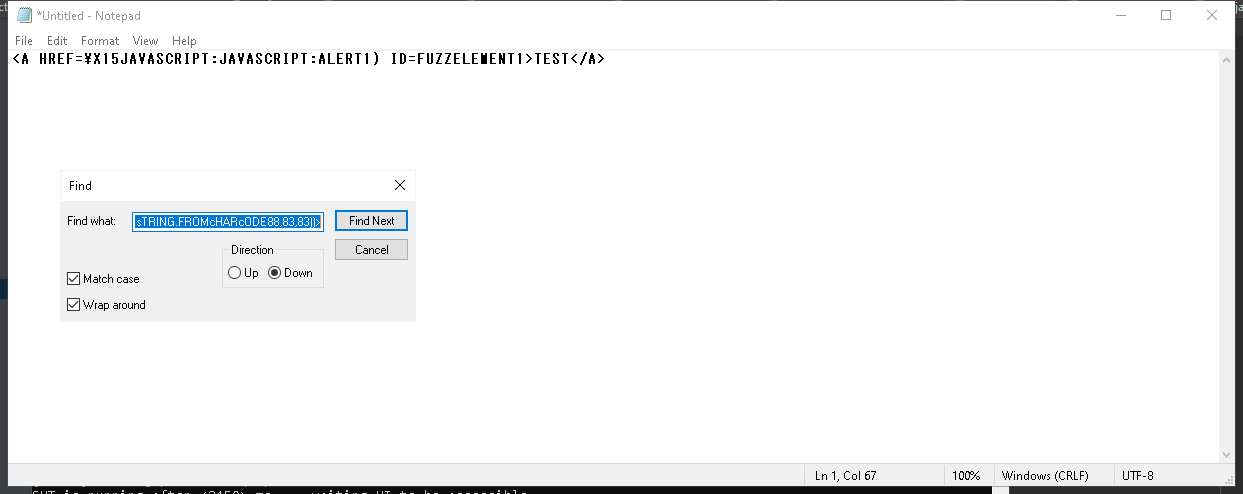 *Untitled - Notepad
File Edit Format View Help
<A HREF=¥X15JAVASCRIPT:JAVASCRIPT:ALERT1) ID=FUZZELEMENT1>TEST</A>
Find
Find what: sTRING.FROMcHARcODE88,83,83))> Find Next
Cancel
Direction
Up Down
Match case
Wrap around
Ln 1, Col 67 100% Windows (CRLF) UTF-8